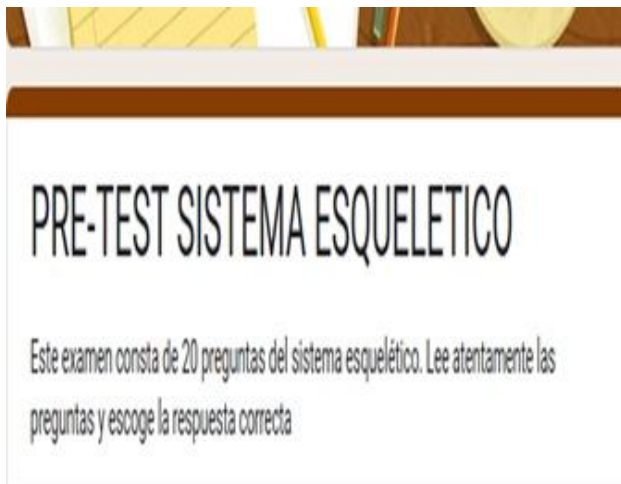 PRE-TEST SISTEMA ESQUELETICO
Este examen consta de 20 preguntas del sistema esquelético. Lee atentamente las
preguntas y escoge la respuesta correcta